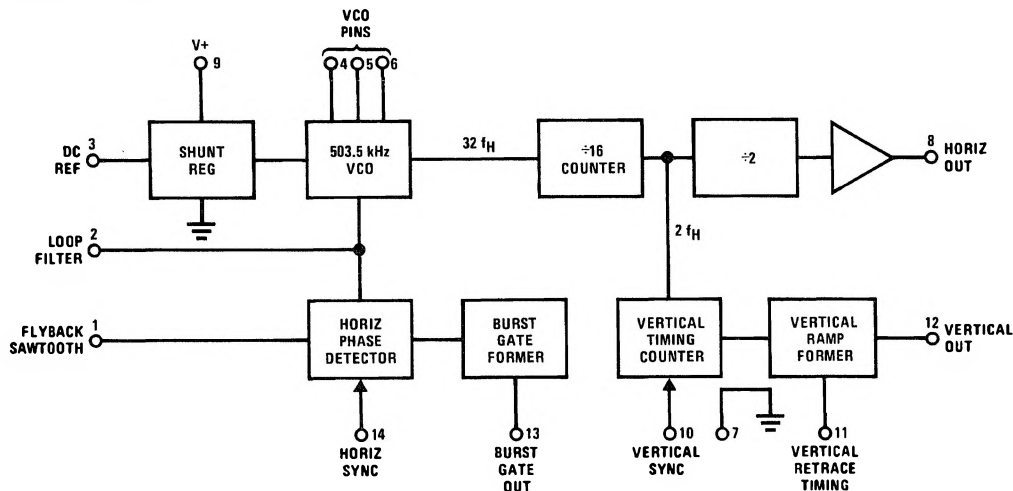 VCO
PINS
V+
9
4
5
6
3
DC
REF
SHUNT
REG
503.5 kHz
VCO
32 fH
÷16
COUNTER
÷2
8
HORIZ
OUT
2
LOOP
FILTER
2 fH
1
FLYBACK
SAWTOOTH
HORIZ
PHASE
DETECTOR
BURST
GATE
FORMER
VERTICAL
TIMING
COUNTER
VERTICAL
RAMP
FORMER
12
VERTICAL
OUT
14
HORIZ
SYNC
13
BURST
GATE
OUT
10
VERTICAL
SYNC
7
11
VERTICAL
RETRACE
TIMING